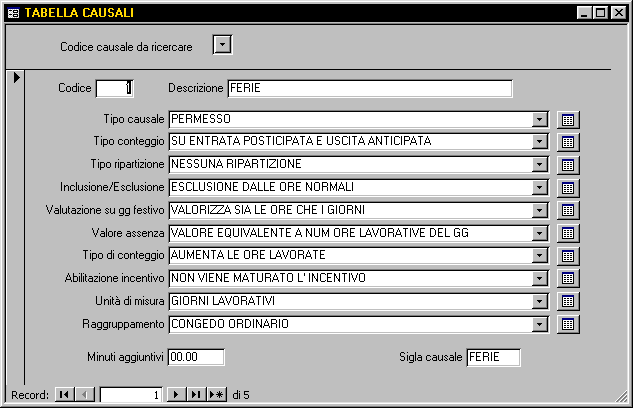 TABELLA CAUSALI
Codice causale da ricercare
Codice 1 Descrizione FERIE
Tipo causale PERMESSO
Tipo conteggio SU ENTRATA POSTICIPATA E USCITA ANTICIPATA
Tipo ripartizione NESSUNA RIPARTIZIONE
Inclusione/Esclusione ESCLUSIONE DALLE ORE NORMALI
Valutazione su gg festivo VALORIZZA SIA LE ORE CHE I GIORNI
Valore assenza VALORE EQUIVALENTE A NUM ORE LAVORATIVE DEL GG
Tipo di conteggio AUMENTA LE ORE LAVORATE
Abilitazione incentivo NON VIENE MATURATO L'INCENTIVO
Unità di misura GIORNI LAVORATIVI
Raggruppamento CONGEDO ORDINARIO
Minuti aggiuntivi 00.00 Sigla causale FERIE
Record: 1 di 5